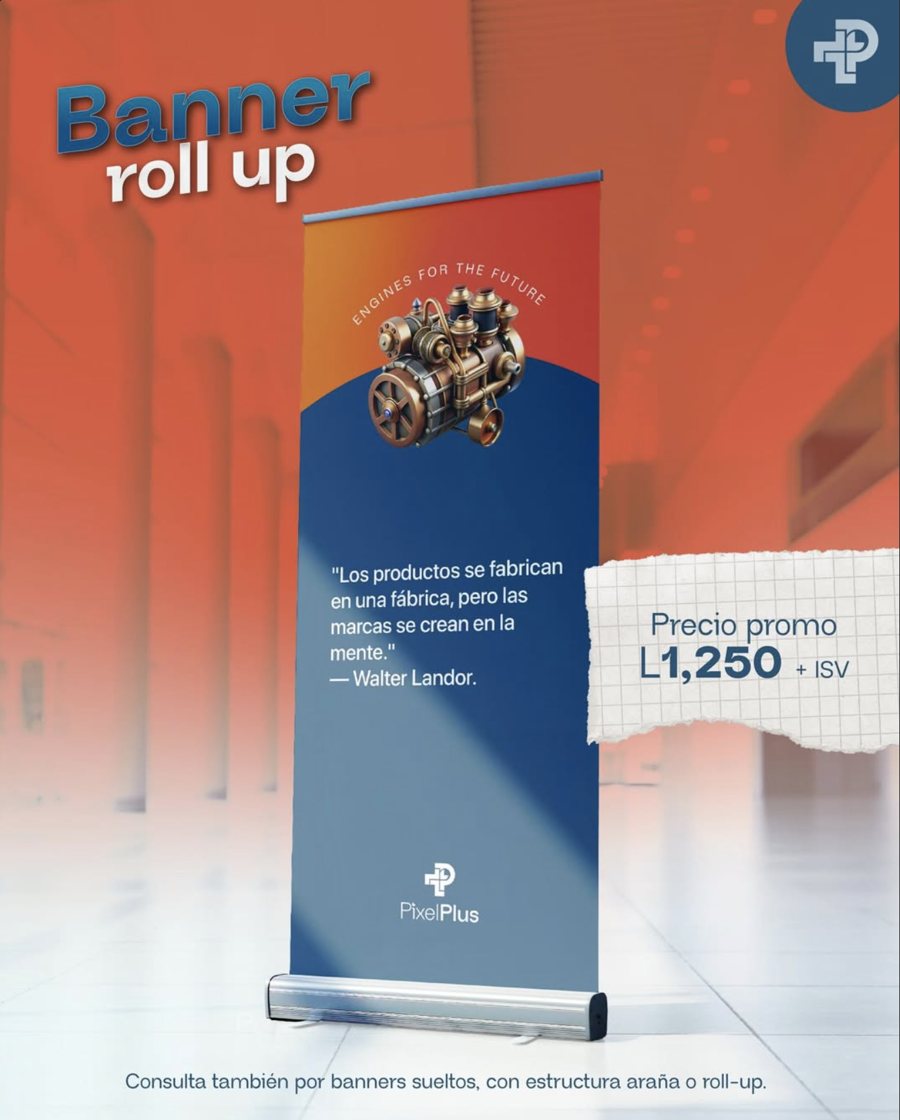 Banner
roll up
ENGINES FOR THE FUTURE
"Los productos se fabrican
en una fábrica, pero las
marcas se crean en la
mente."
— Walter Landor.
Precio promo
L1,250 + ISV
PixelPlus
Consulta también por banners sueltos, con estructura araña o roll-up.